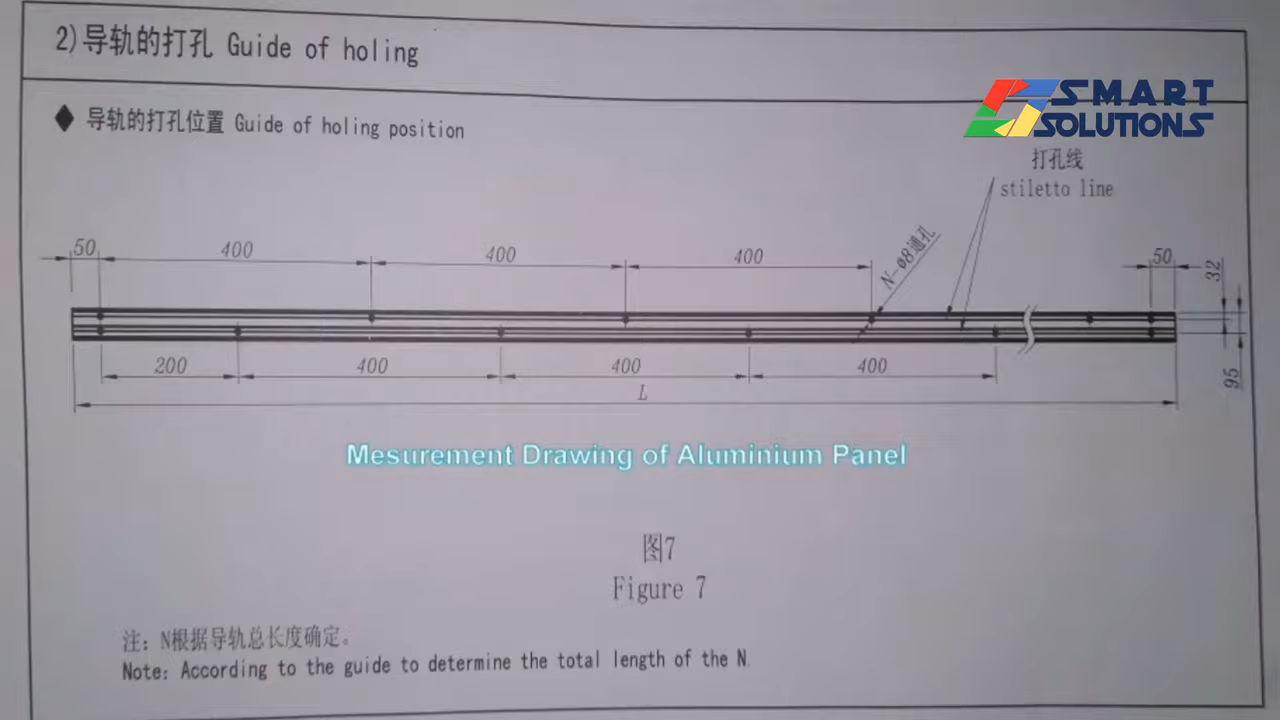 2)导轨的打孔 Guide of holing
SMART
SOLUTIONS
◆ 导轨的打孔位置 Guide of holing position
打孔线
stiletto line
50 400 400 400 N-ø8通孔 50 32
200 400 400 400 95
L
Mesurement Drawing of Aluminium Panel
图7
Figure 7
注: N根据导轨总长度确定。
Note: According to the guide to determine the total length of the N.